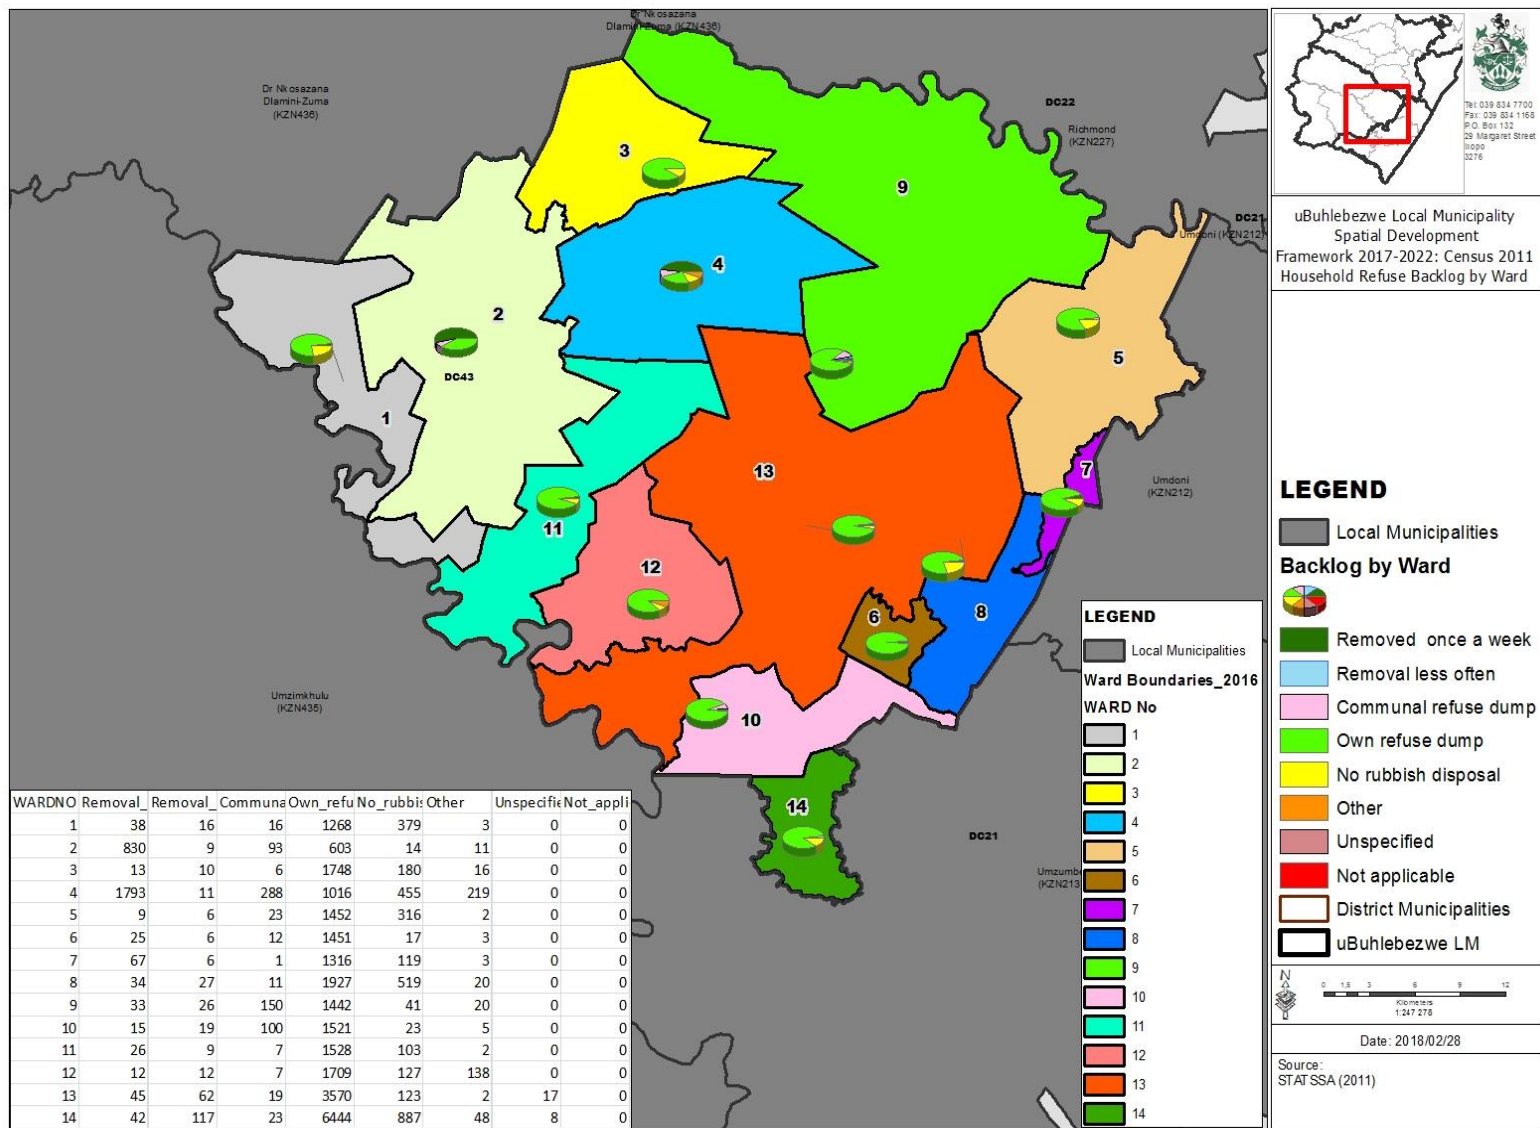 Dr Nkosazana
Dlamini-Zuma (KZN436)
Dr Nkosazana
Dlamini-Zuma
(KZN436)
DC22
Richmond
(KZN227)
DC21
Umdoni (KZN212)
3
9
4
2
5
DC43
1
7
13
Umdoni
(KZN212)
11
12
6
8
Umzimkhulu
(KZN435)
10
14
DC21
(KZN213
WARDNO Removal_ Removal_ Communa Own_refu No_rubbis Other Unspecifie Not_appli
1 38 16 16 1268 379 3 0 0
2 830 9 93 603 14 11 0 0
3 13 10 6 1748 180 16 0 0
4 1793 11 288 1016 455 219 0 0
5 9 6 23 1452 316 2 0 0
6 25 6 12 1451 17 3 0 0
7 67 6 1 1316 119 3 0 0
8 34 27 11 1927 519 20 0 0
9 33 26 150 1442 41 20 0 0
10 15 19 100 1521 23 5 0 0
11 26 9 7 1528 103 2 0 0
12 12 12 7 1709 127 138 0 0
13 45 62 19 3570 123 2 17 0
14 42 117 23 6444 887 48 8 0
LEGEND
Local Municipalities
Ward Boundaries_2016
WARD No
1
2
3
4
5
6
7
8
9
10
11
12
13
14
Tel: 039 834 7700
Fax: 039 834 1168
P.O. Box 132
29 Margaret Street
Ixopo
3276
uBuhlebezwe Local Municipality
Spatial Development
Framework 2017-2022: Census 2011
Household Refuse Backlog by Ward
LEGEND
Local Municipalities
Backlog by Ward
Removed once a week
Removal less often
Communal refuse dump
Own refuse dump
No rubbish disposal
Other
Unspecified
Not applicable
District Municipalities
uBuhlebezwe LM
N
0 1,5 3 6 9 12
Kilometers
1:247 278
Date: 2018/02/28
Source:
STATSSA (2011)